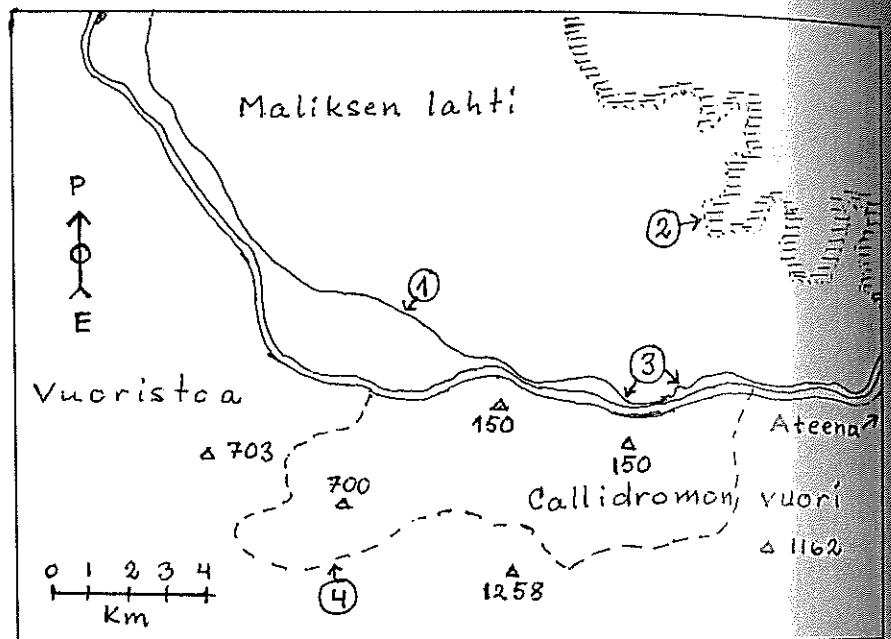 Maliksen lahti
P
E
1
2
3
Vuoristoa
703
150
150
Ateena
700
Callidromon vuori
1162
1258
4
0 1 2 3 4
Km